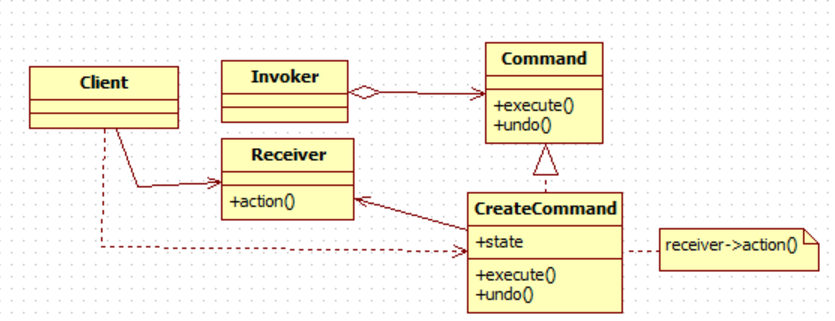 Client
Invoker
Command
+execute()
+undo()
Receiver
+action()
CreateCommand
+state
+execute()
+undo()
receiver->action()